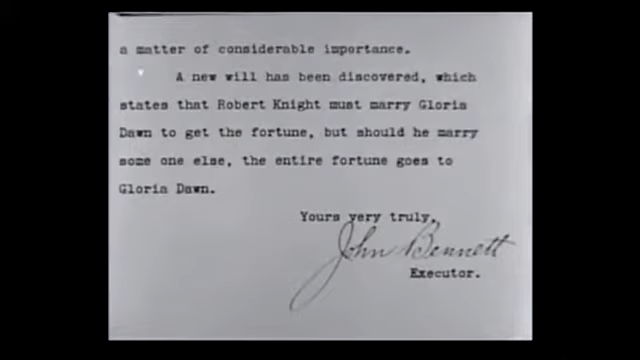 a matter of considerable importance.
A new will has been discovered, which
states that Robert Knight must marry Gloria
Dawn to get the fortune, but should he marry
some one else, the entire fortune goes to
Gloria Dawn.
Yours very truly,
John Bennett
Executor.